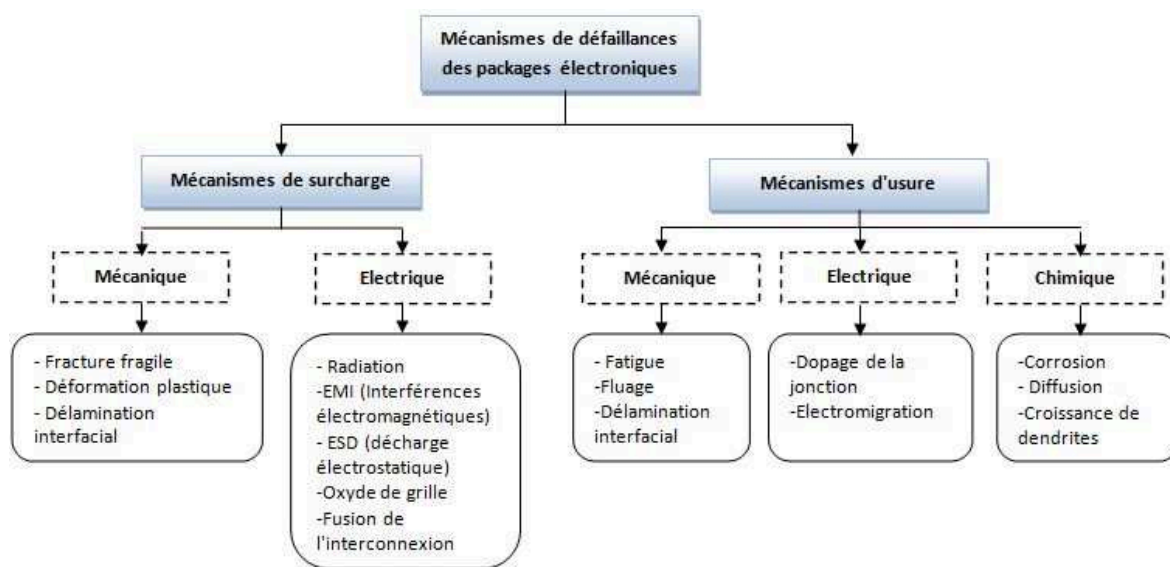 Mécanismes de défaillances
des packages électroniques
Mécanismes de surcharge
Mécanismes d'usure
Mécanique
Electrique
Mécanique
Electrique
Chimique
- Fracture fragile
- Déformation plastique
- Délamination
interfacial
- Radiation
-EMI (Interférences
électromagnétiques)
- ESD (décharge
électrostatique)
-Oxyde de grille
-Fusion de
l'interconnexion
- Fatigue
- Fluage
- Délamination
interfacial
-Dopage de la
jonction
-Electromigration
-Corrosion
- Diffusion
-Croissance de
dendrites